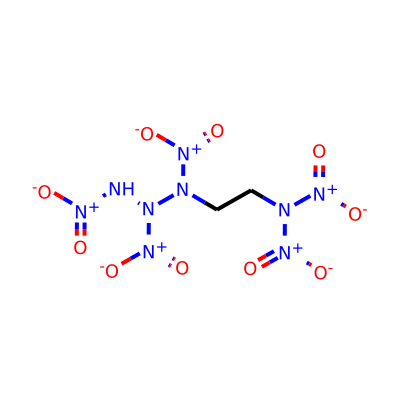 ⁻O O
N⁺ O
⁻O NH N N⁺
N⁺ N N O⁻
O
N⁺ N⁺
⁻O O O O⁻